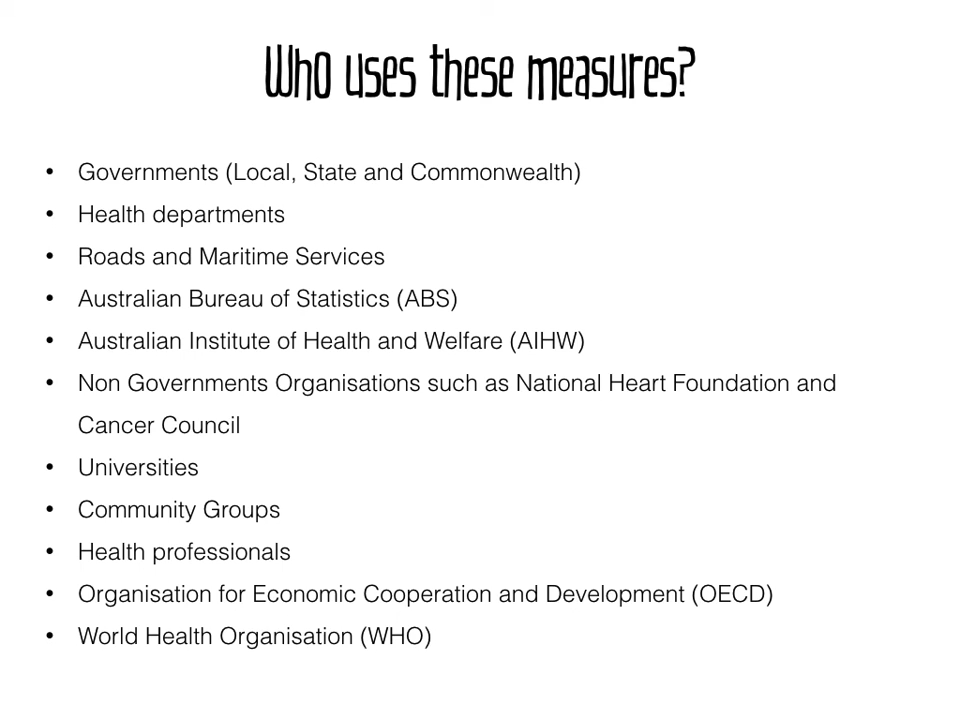 Who uses these measures?
• Governments (Local, State and Commonwealth)
• Health departments
• Roads and Maritime Services
• Australian Bureau of Statistics (ABS)
• Australian Institute of Health and Welfare (AIHW)
• Non Governments Organisations such as National Heart Foundation and
Cancer Council
• Universities
• Community Groups
• Health professionals
• Organisation for Economic Cooperation and Development (OECD)
• World Health Organisation (WHO)